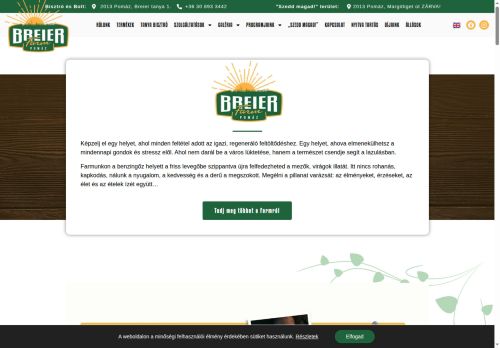 Bisztró és Bolt: 2013 Pomáz, Breier tanya 1. +36 30 893 3442 "Szedd magad!" terület: 2013 Pomáz, Margitliget út ZÁRVA!
BREIER
Farm
POMÁZ
RÓLUNK TERMÉKEK TANYA BISZTRÓ SZOLGÁLTATÁSOK GALÉRIA PROGRAMJAINK „SZEDD MAGAD!” KAPCSOLAT NYITVA TARTÁS DÍJAINK ÁLLÁSOK
BREIER
Farm
POMÁZ
Képzelj el egy helyet, ahol minden feltétel adott az igazi, regeneráló feltöltődéshez. Egy helyet, ahova elmenekülhetsz a
mindennapi gondok és stressz elől. Ahol nem darál be a város lüktetése, hanem a természet csendje segít a lazulásban.
Farmunkon a benzingőz helyett a friss levegőbe szippantva újra felfedezheted a mezők, virágok illatát. Itt nincs rohanás,
kapkodás, nálunk a nyugalom, a kedvesség és a derű a megszokott. Megélni a pillanat varázsát: az élményeket, érzéseket, az
élet és az ételek ízét együtt…
Tudj meg többet a farmról
A weboldalon a minőségi felhasználói élmény érdekében sütiket használunk. Részletek
Elfogad